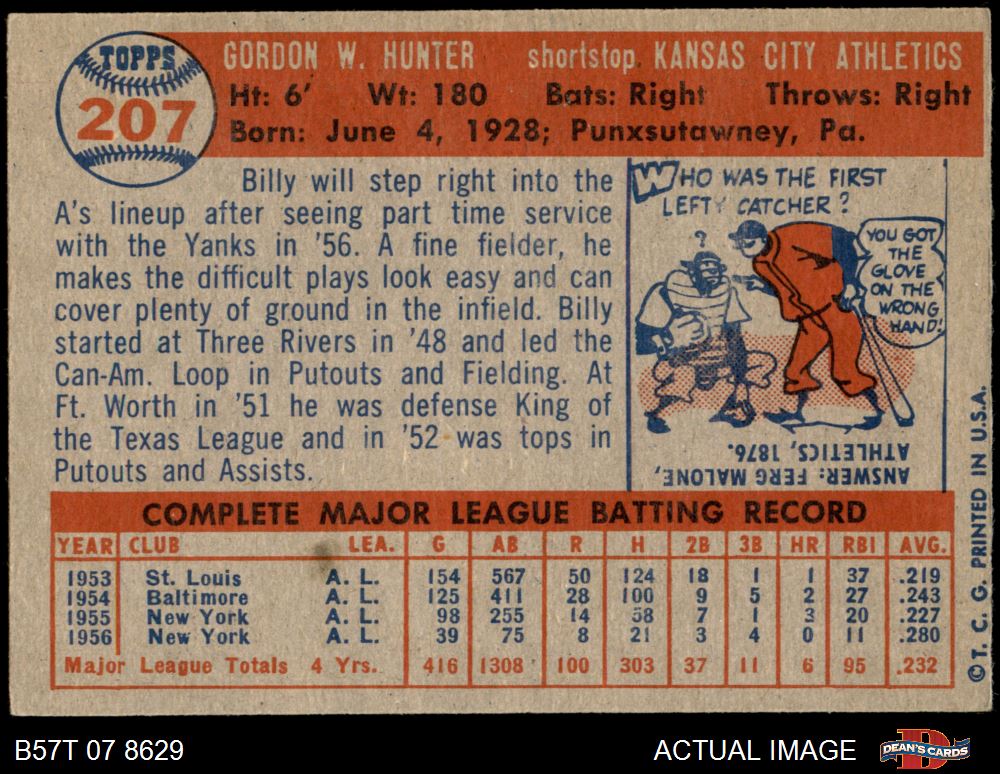 TOPPS
207
GORDON W. HUNTER shortstop KANSAS CITY ATHLETICS
Ht: 6' Wt: 180 Bats: Right Throws: Right
Born: June 4, 1928; Punxsutawney, Pa.
Billy will step right into the
A's lineup after seeing part time service
with the Yanks in '56. A fine fielder, he
makes the difficult plays look easy and can
cover plenty of ground in the infield. Billy
started at Three Rivers in '48 and led the
Can-Am. Loop in Putouts and Fielding. At
Ft. Worth in '51 he was defense King of
the Texas League and in '52 was tops in
Putouts and Assists.
WHO WAS THE FIRST
LEFTY CATCHER?
?
YOU GOT
THE
GLOVE
ON THE
WRONG
HAND!
ANSWER: FERG MALONE,
ATHLETICS, 1876.
COMPLETE MAJOR LEAGUE BATTING RECORD
YEAR CLUB LEA. G AB R H 2B 3B HR RBI AVG.
1953 St. Louis A. L. 154 567 50 124 18 1 1 37 .219
1954 Baltimore A. L. 125 411 28 100 9 5 2 27 .243
1955 New York A. L. 98 255 14 58 7 1 3 20 .227
1956 New York A. L. 39 75 8 21 3 4 0 11 .280
Major League Totals 4 Yrs. 416 1308 100 303 37 11 6 95 .232
© T. C. G. PRINTED IN U.S.A.
B57T 07 8629 ACTUAL IMAGE DEAN'S CARDS